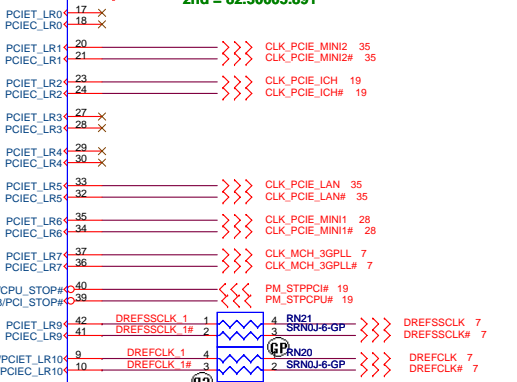 2nd = 82.30005.891
PCIET_LR0 17
PCIEC_LR0 18
PCIET_LR1 20 CLK_PCIE_MINI2 35
PCIEC_LR1 21 CLK_PCIE_MINI2# 35
PCIET_LR2 23 CLK_PCIE_ICH 19
PCIEC_LR2 24 CLK_PCIE_ICH# 19
PCIET_LR3 27
PCIEC_LR3 28
PCIET_LR4 29
PCIEC_LR4 30
PCIET_LR5 33 CLK_PCIE_LAN 35
PCIEC_LR5 32 CLK_PCIE_LAN# 35
PCIET_LR6 35 CLK_PCIE_MINI1 28
PCIEC_LR6 34 CLK_PCIE_MINI1# 28
PCIET_LR7 37 CLK_MCH_3GPLL 7
PCIEC_LR7 36 CLK_MCH_3GPLL# 7
/CPU_STOP# 40 PM_STPPCI# 19
/PCI_STOP# 39 PM_STPCPU# 19
PCIET_LR9 42 DREFSSCLK_1 1 4 RN21 DREFSSCLK 7
PCIEC_LR9 41 DREFSSCLK_1# 2 3 SRN0J-6-GP DREFSSCLK# 7
/PCIET_LR10 9 DREFCLK_1 4 GP RN20 DREFCLK 7
PCIEC_LR10 10 DREFCLK_1# 3 2 SRN0J-6-GP DREFCLK# 7